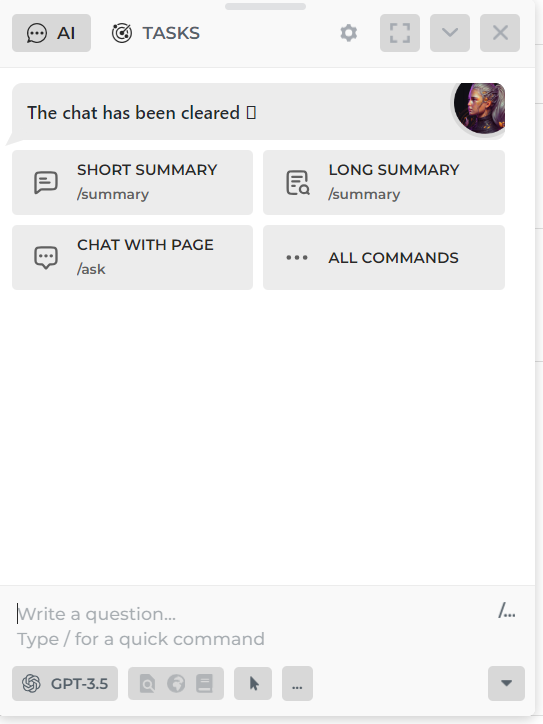 AI
TASKS
The chat has been cleared
SHORT SUMMARY
/summary
LONG SUMMARY
/summary
CHAT WITH PAGE
/ask
ALL COMMANDS
Write a question...
/...
Type / for a quick command
GPT-3.5
...